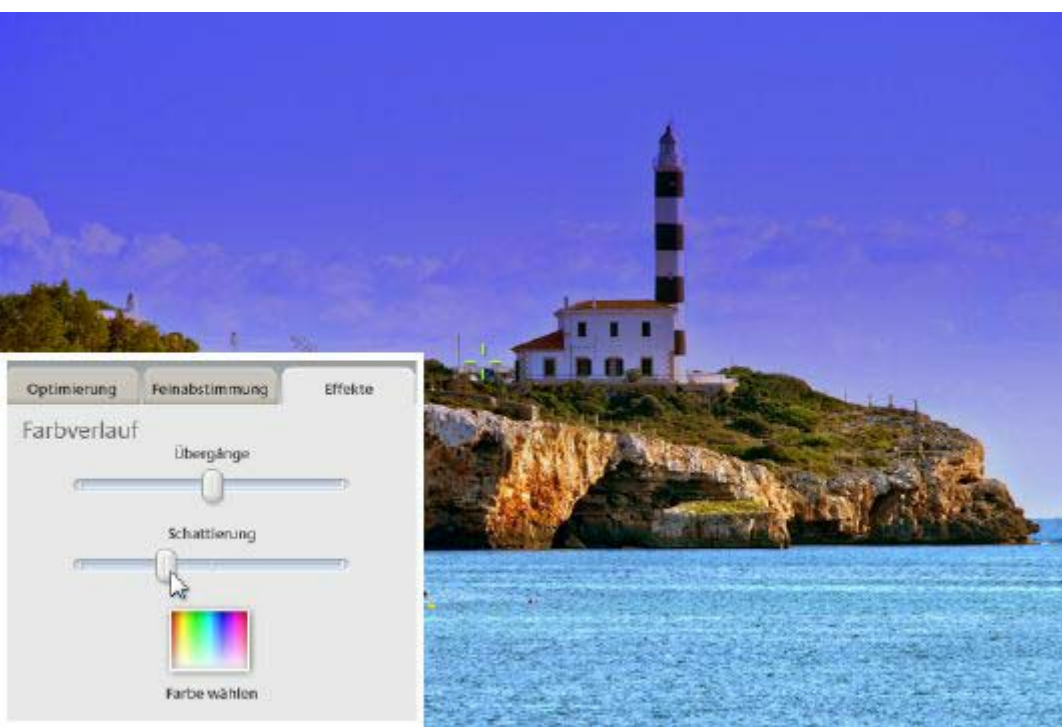 Optimierung Feinabstimmung Effekte
Farbverlauf
Übergänge
Schattierung
Farbe wählen